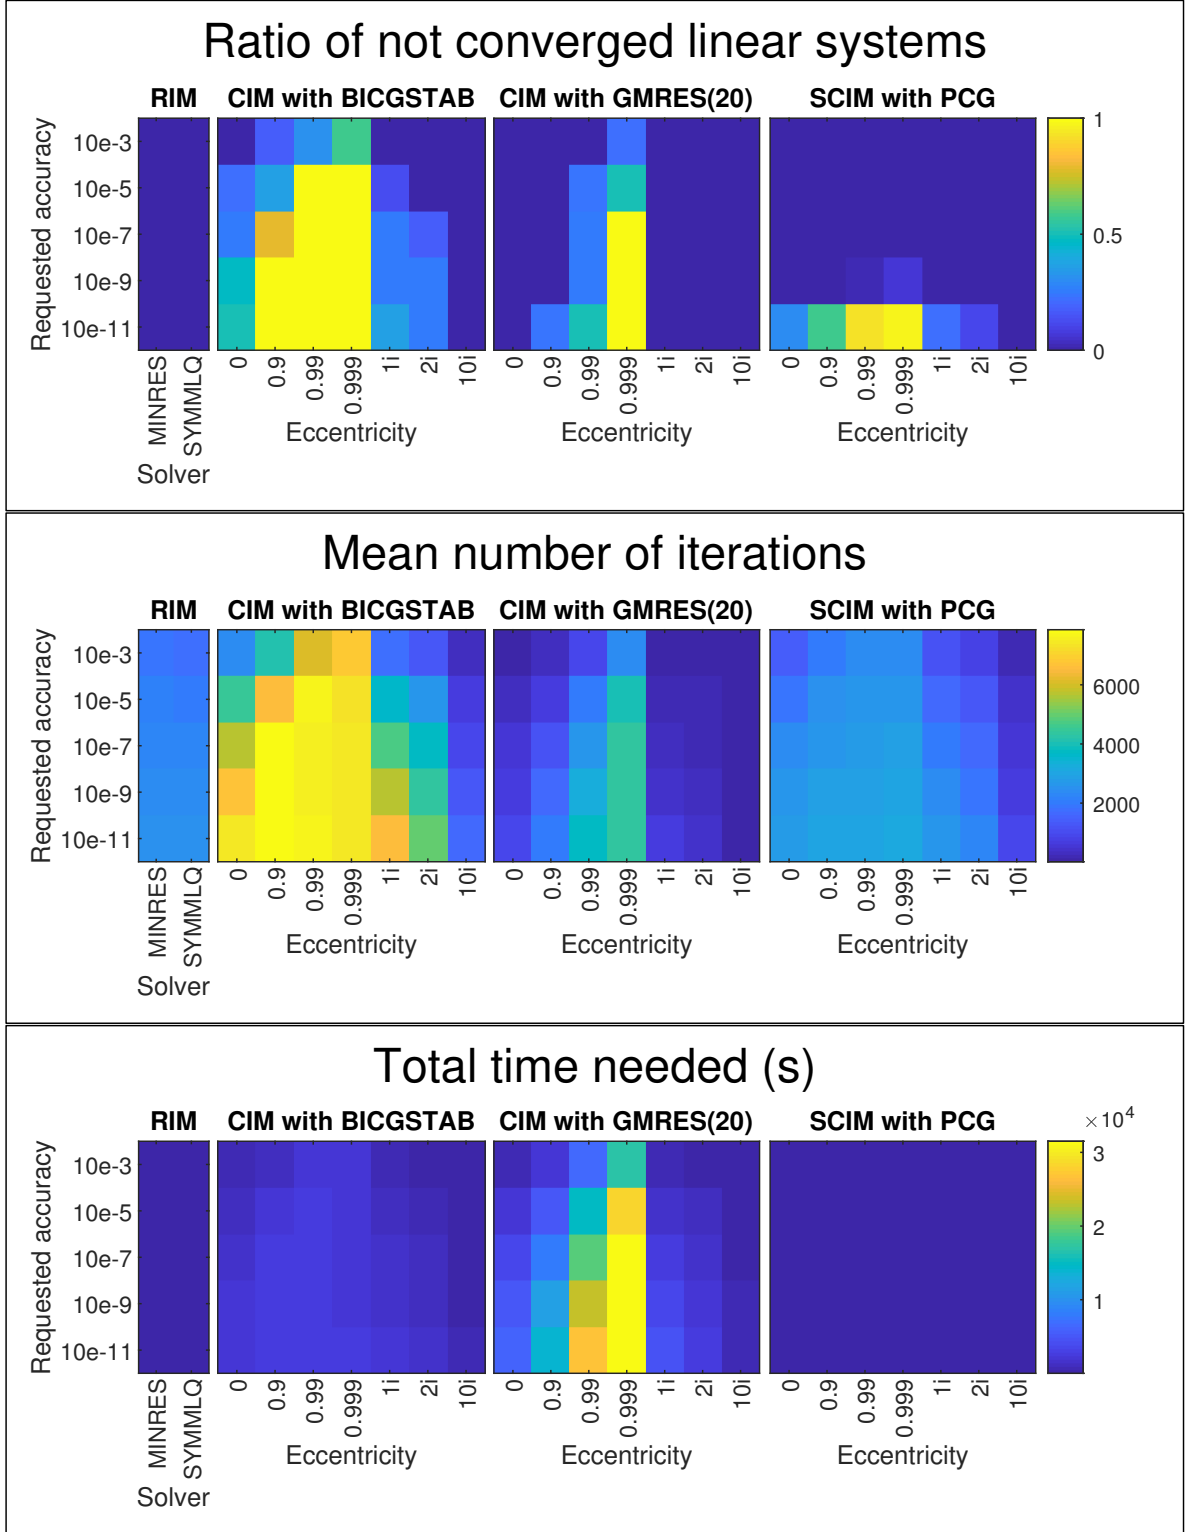 Ratio of not converged linear systems
RIM CIM with BICGSTAB CIM with GMRES(20) SCIM with PCG
Requested accuracy
10e-3
10e-5
10e-7
10e-9
10e-11
1
0.5
0
MINRES SYMMLQ 0 0.9 0.99 0.999 1i 2i 10i 0 0.9 0.99 0.999 1i 2i 10i 0 0.9 0.99 0.999 1i 2i 10i
Solver Eccentricity Eccentricity Eccentricity
Mean number of iterations
RIM CIM with BICGSTAB CIM with GMRES(20) SCIM with PCG
Requested accuracy
10e-3
10e-5
10e-7
10e-9
10e-11
6000
4000
2000
MINRES SYMMLQ 0 0.9 0.99 0.999 1i 2i 10i 0 0.9 0.99 0.999 1i 2i 10i 0 0.9 0.99 0.999 1i 2i 10i
Solver Eccentricity Eccentricity Eccentricity
Total time needed (s)
RIM CIM with BICGSTAB CIM with GMRES(20) SCIM with PCG
×10^4
Requested accuracy
10e-3
10e-5
10e-7
10e-9
10e-11
3
2
1
MINRES SYMMLQ 0 0.9 0.99 0.999 1i 2i 10i 0 0.9 0.99 0.999 1i 2i 10i 0 0.9 0.99 0.999 1i 2i 10i
Solver Eccentricity Eccentricity Eccentricity